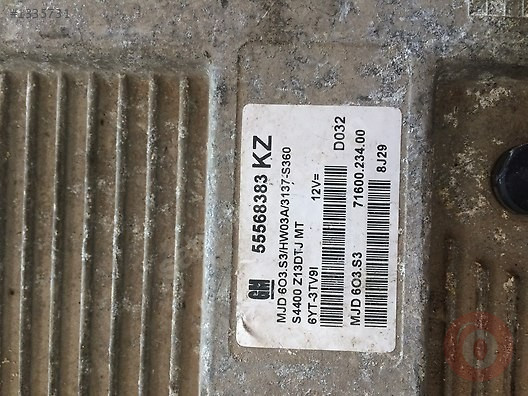 #1335731
GM 55568383 KZ
MJD 6O3.S3/HW03A/3137-S360
S4400 Z13DTJ MT
6YT-3TV9I 12V= D032
71600.234.00
MJD 6O3.S3 8J29